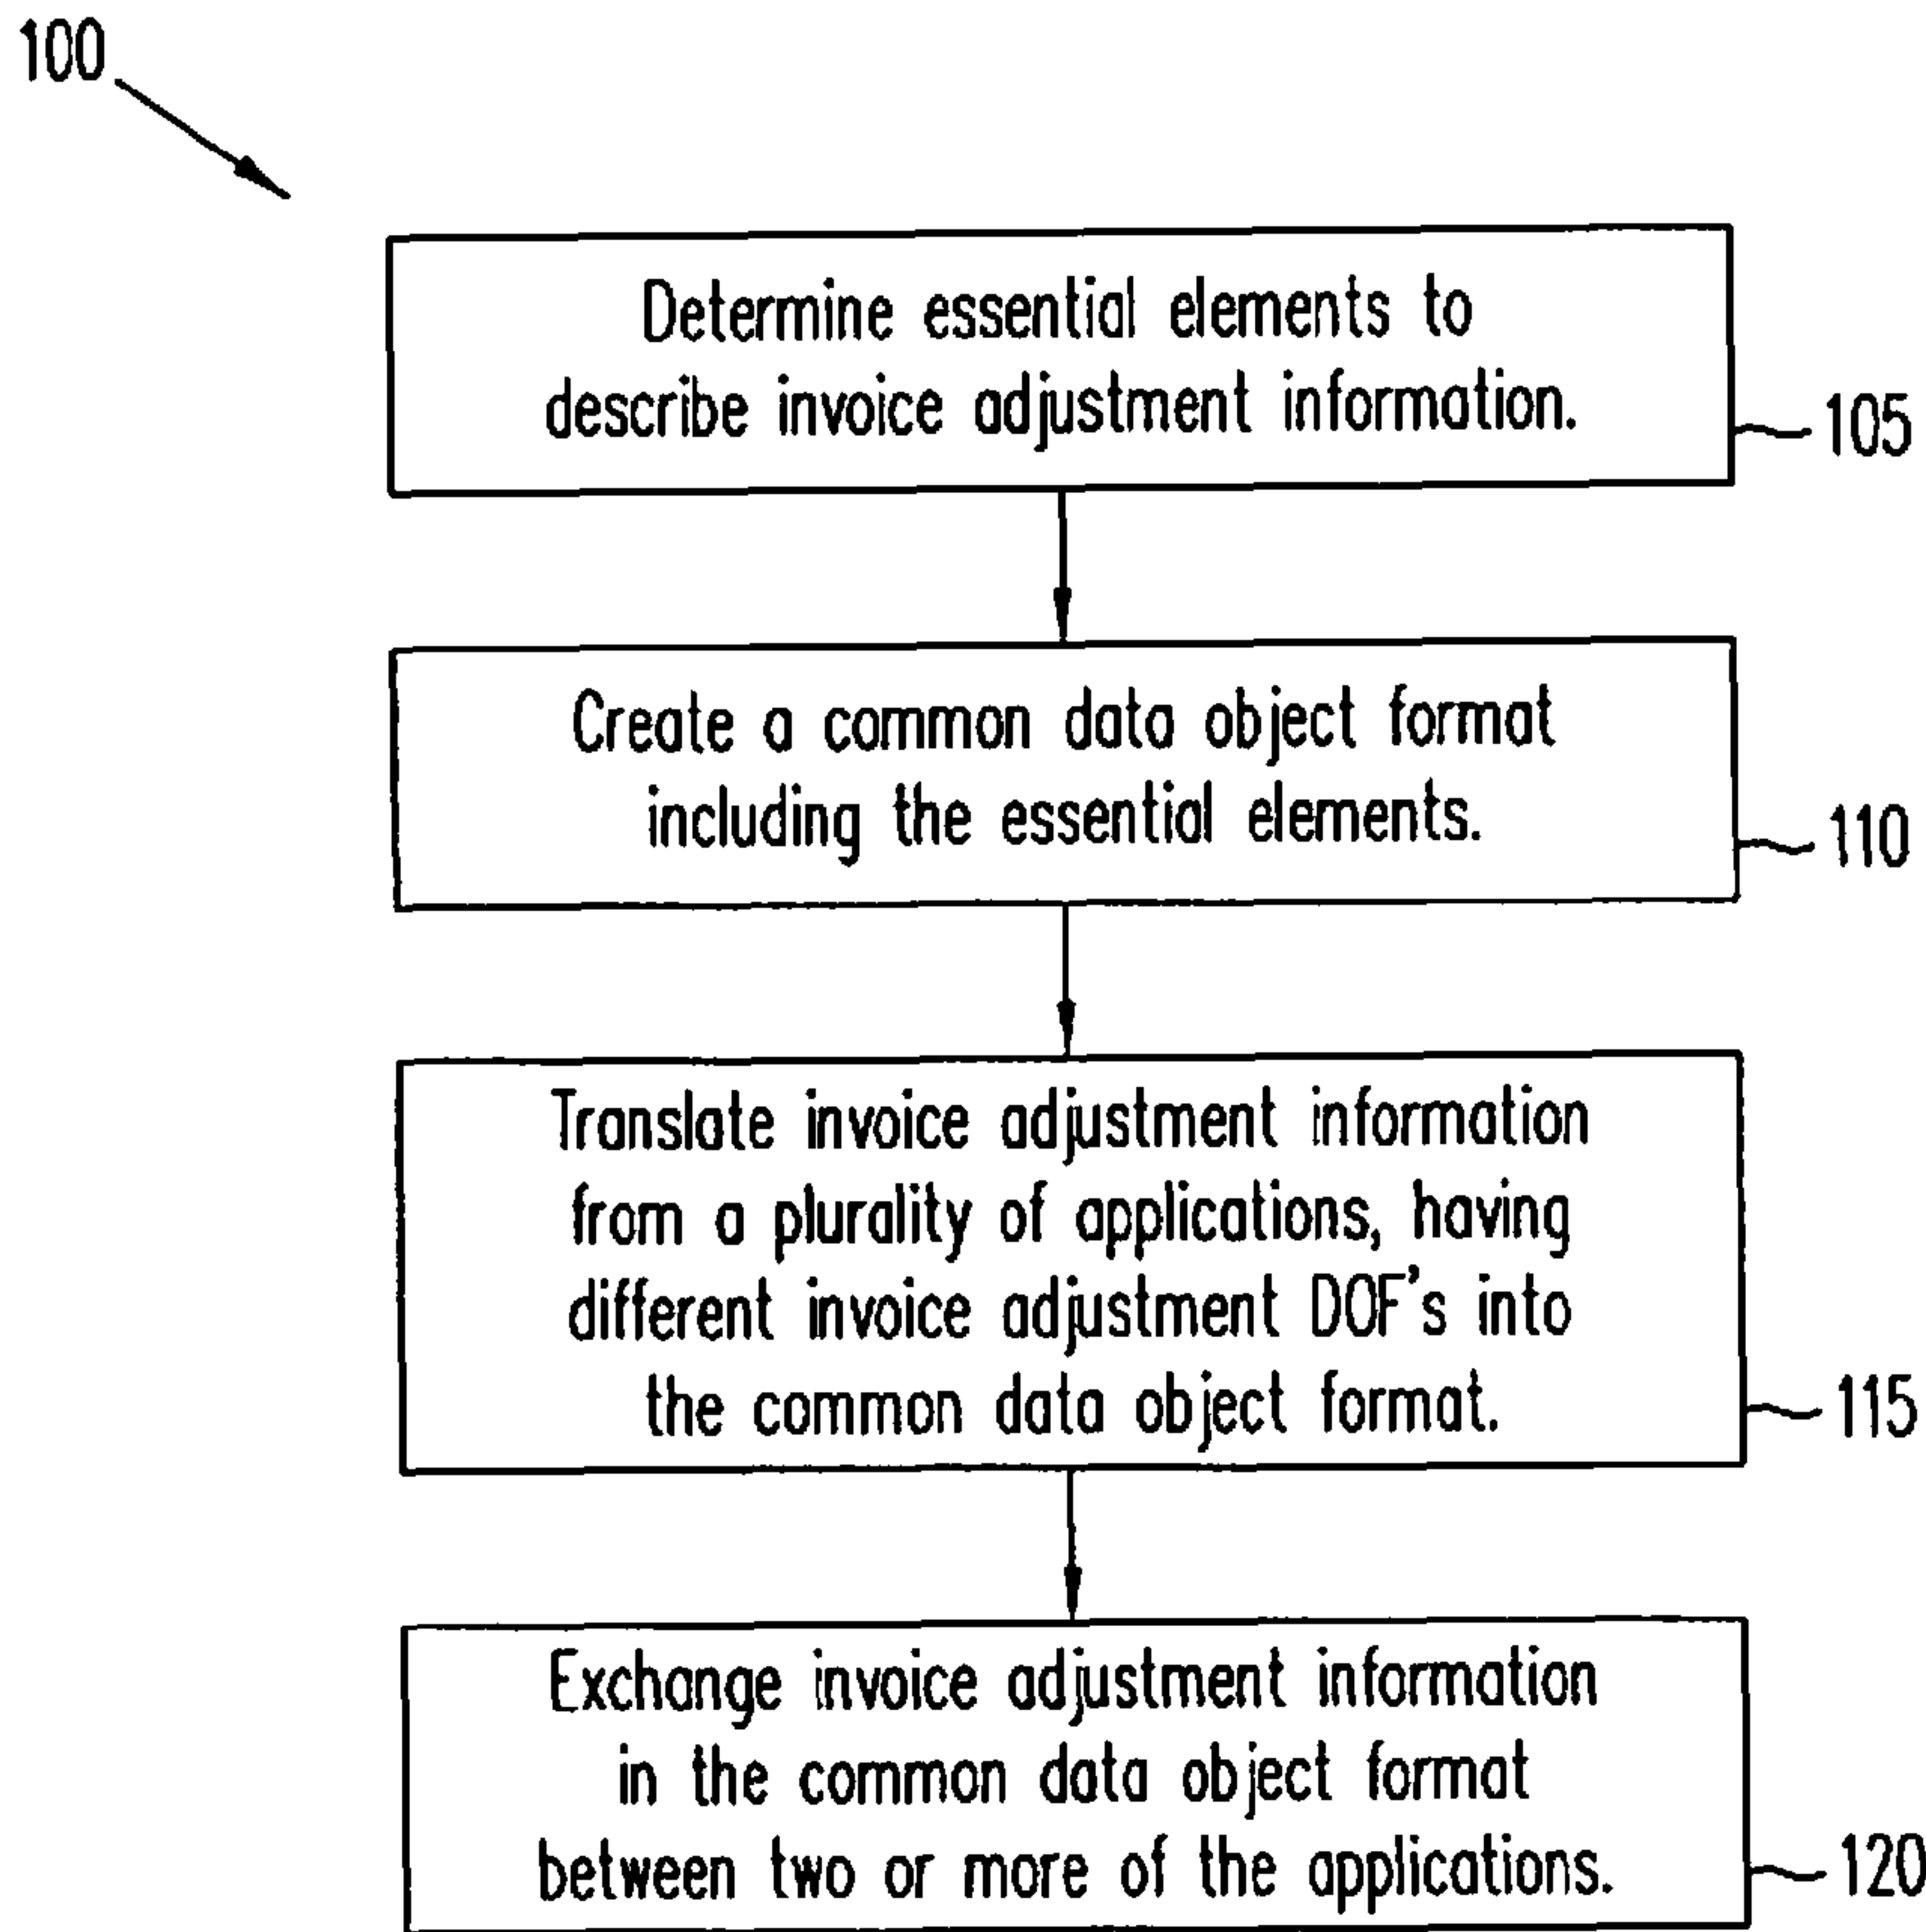 100
Determine essential elements to
describe invoice adjustment information.
105
Create a common data object format
including the essential elements.
110
Translate invoice adjustment information
from a plurality of applications, having
different invoice adjustment DOF's into
the common data object format.
115
Exchange invoice adjustment information
in the common data object format
between two or more of the applications.
120